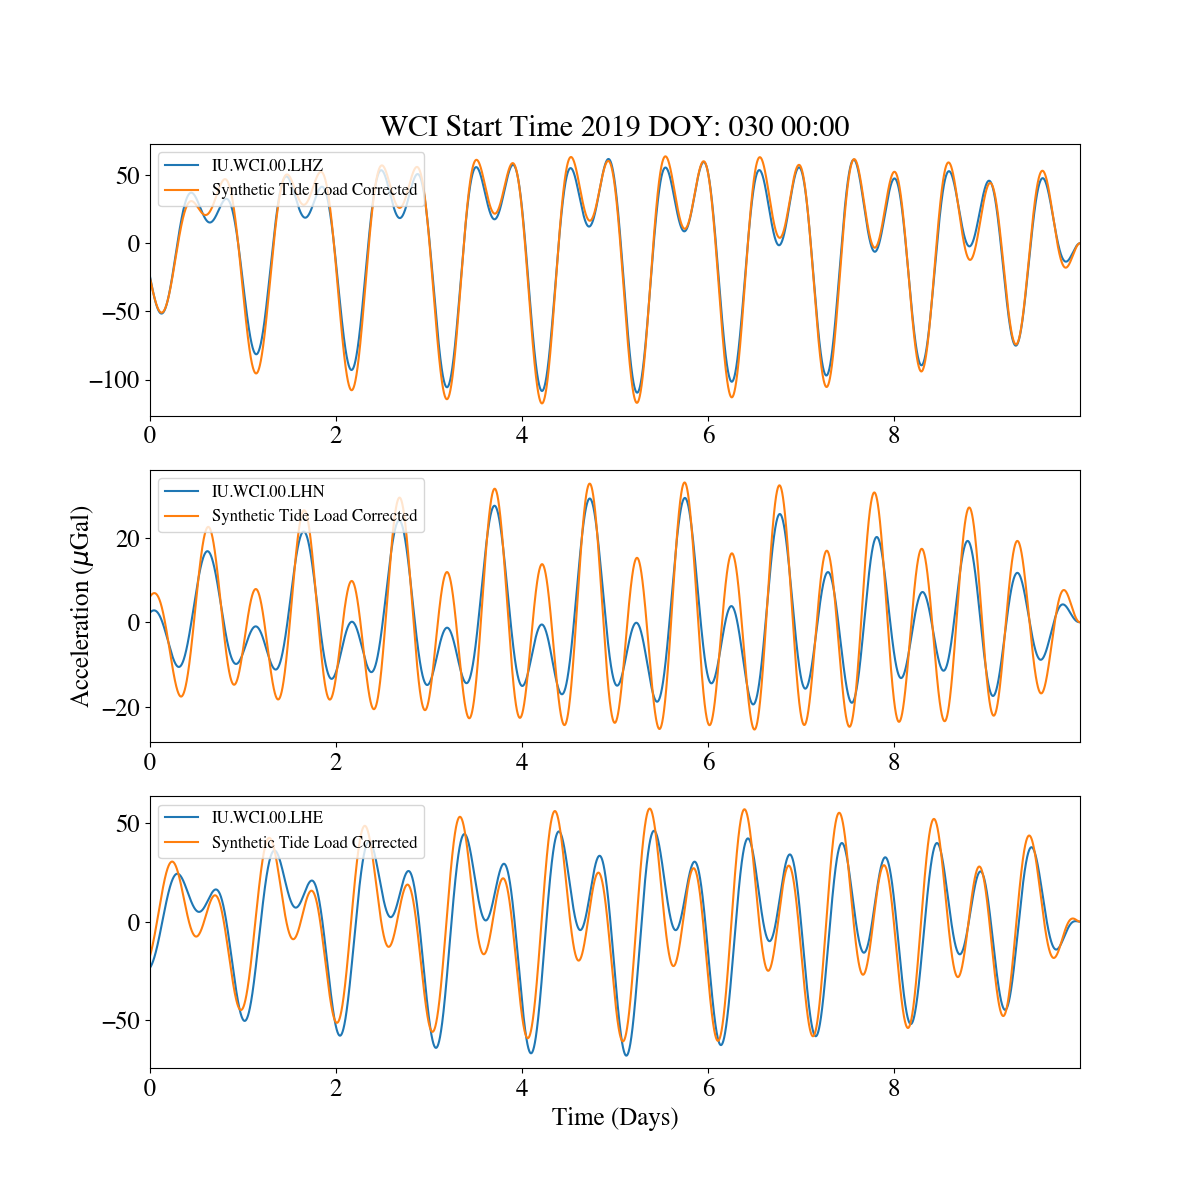 WCI Start Time 2019 DOY: 030 00:00
IU.WCI.00.LHZ
Synthetic Tide Load Corrected
50
0
−50
−100
0 2 4 6 8
IU.WCI.00.LHN
Synthetic Tide Load Corrected
20
0
−20
0 2 4 6 8
Acceleration (μGal)
IU.WCI.00.LHE
Synthetic Tide Load Corrected
50
0
−50
0 2 4 6 8
Time (Days)